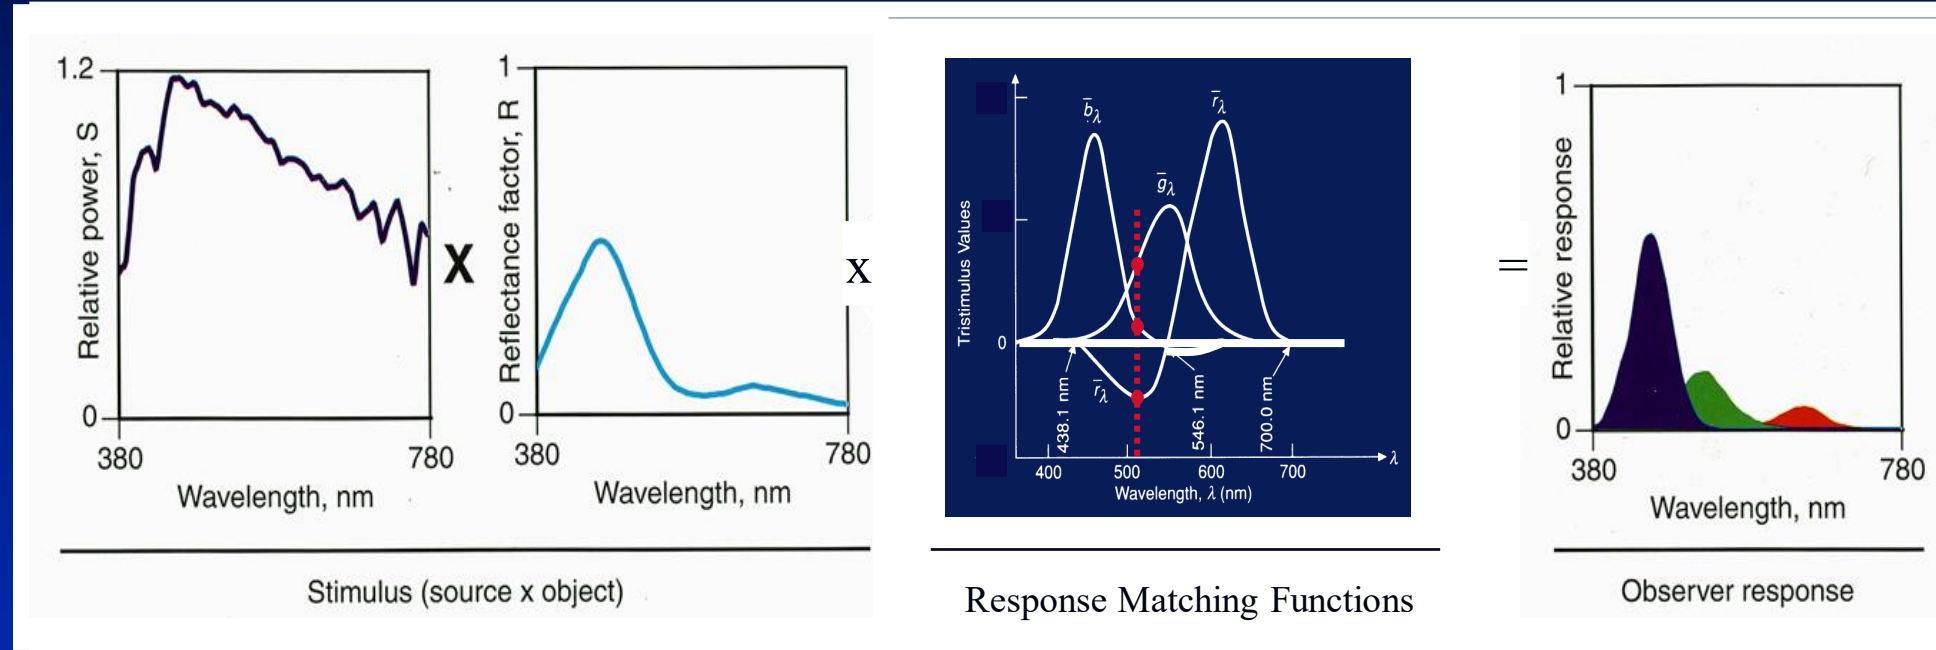 1.2
Relative power, S
0
380
780
Wavelength, nm
X
1
Reflectance factor, R
0
380
780
Wavelength, nm
Stimulus (source x object)
x
Tristimulus Values
b̄λ
r̄λ
ḡλ
0
r̄λ
438.1 nm
546.1 nm
700.0 nm
400
500
600
700
λ
Wavelength, λ (nm)
Response Matching Functions
=
1
Relative response
0
380
780
Wavelength, nm
Observer response